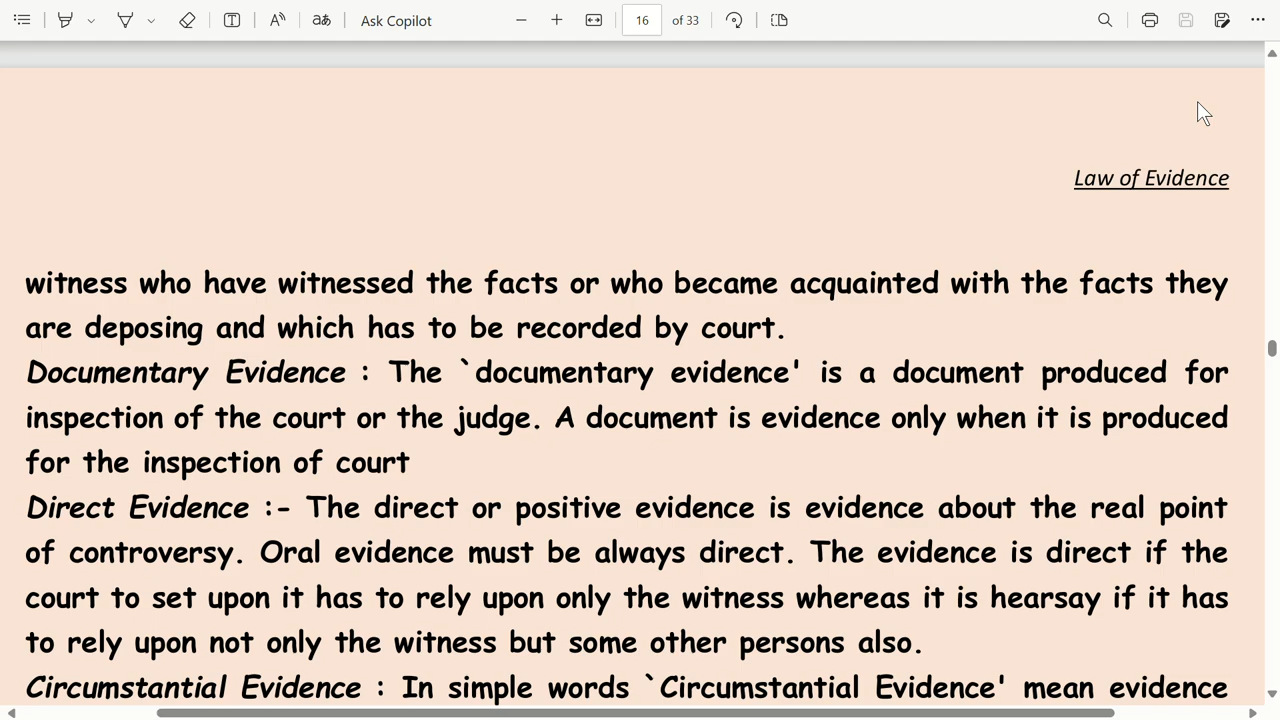 Ask Copilot
16 of 33
Law of Evidence
witness who have witnessed the facts or who became acquainted with the facts they
are deposing and which has to be recorded by court.
Documentary Evidence : The `documentary evidence' is a document produced for
inspection of the court or the judge. A document is evidence only when it is produced
for the inspection of court
Direct Evidence :- The direct or positive evidence is evidence about the real point
of controversy. Oral evidence must be always direct. The evidence is direct if the
court to set upon it has to rely upon only the witness whereas it is hearsay if it has
to rely upon not only the witness but some other persons also.
Circumstantial Evidence : In simple words `Circumstantial Evidence' mean evidence